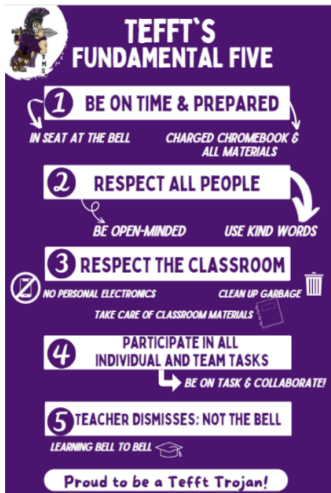 TEFFT'S
FUNDAMENTAL FIVE
1 BE ON TIME & PREPARED
IN SEAT AT THE BELL
CHARGED CHROMEBOOK &
ALL MATERIALS
2 RESPECT ALL PEOPLE
BE OPEN-MINDED
USE KIND WORDS
3 RESPECT THE CLASSROOM
NO PERSONAL ELECTRONICS
CLEAN UP GARBAGE
TAKE CARE OF CLASSROOM MATERIALS
4 PARTICIPATE IN ALL
INDIVIDUAL AND TEAM TASKS
BE ON TASK & COLLABORATE!
5 TEACHER DISMISSES: NOT THE BELL
LEARNING BELL TO BELL
Proud to be a Tefft Trojan!